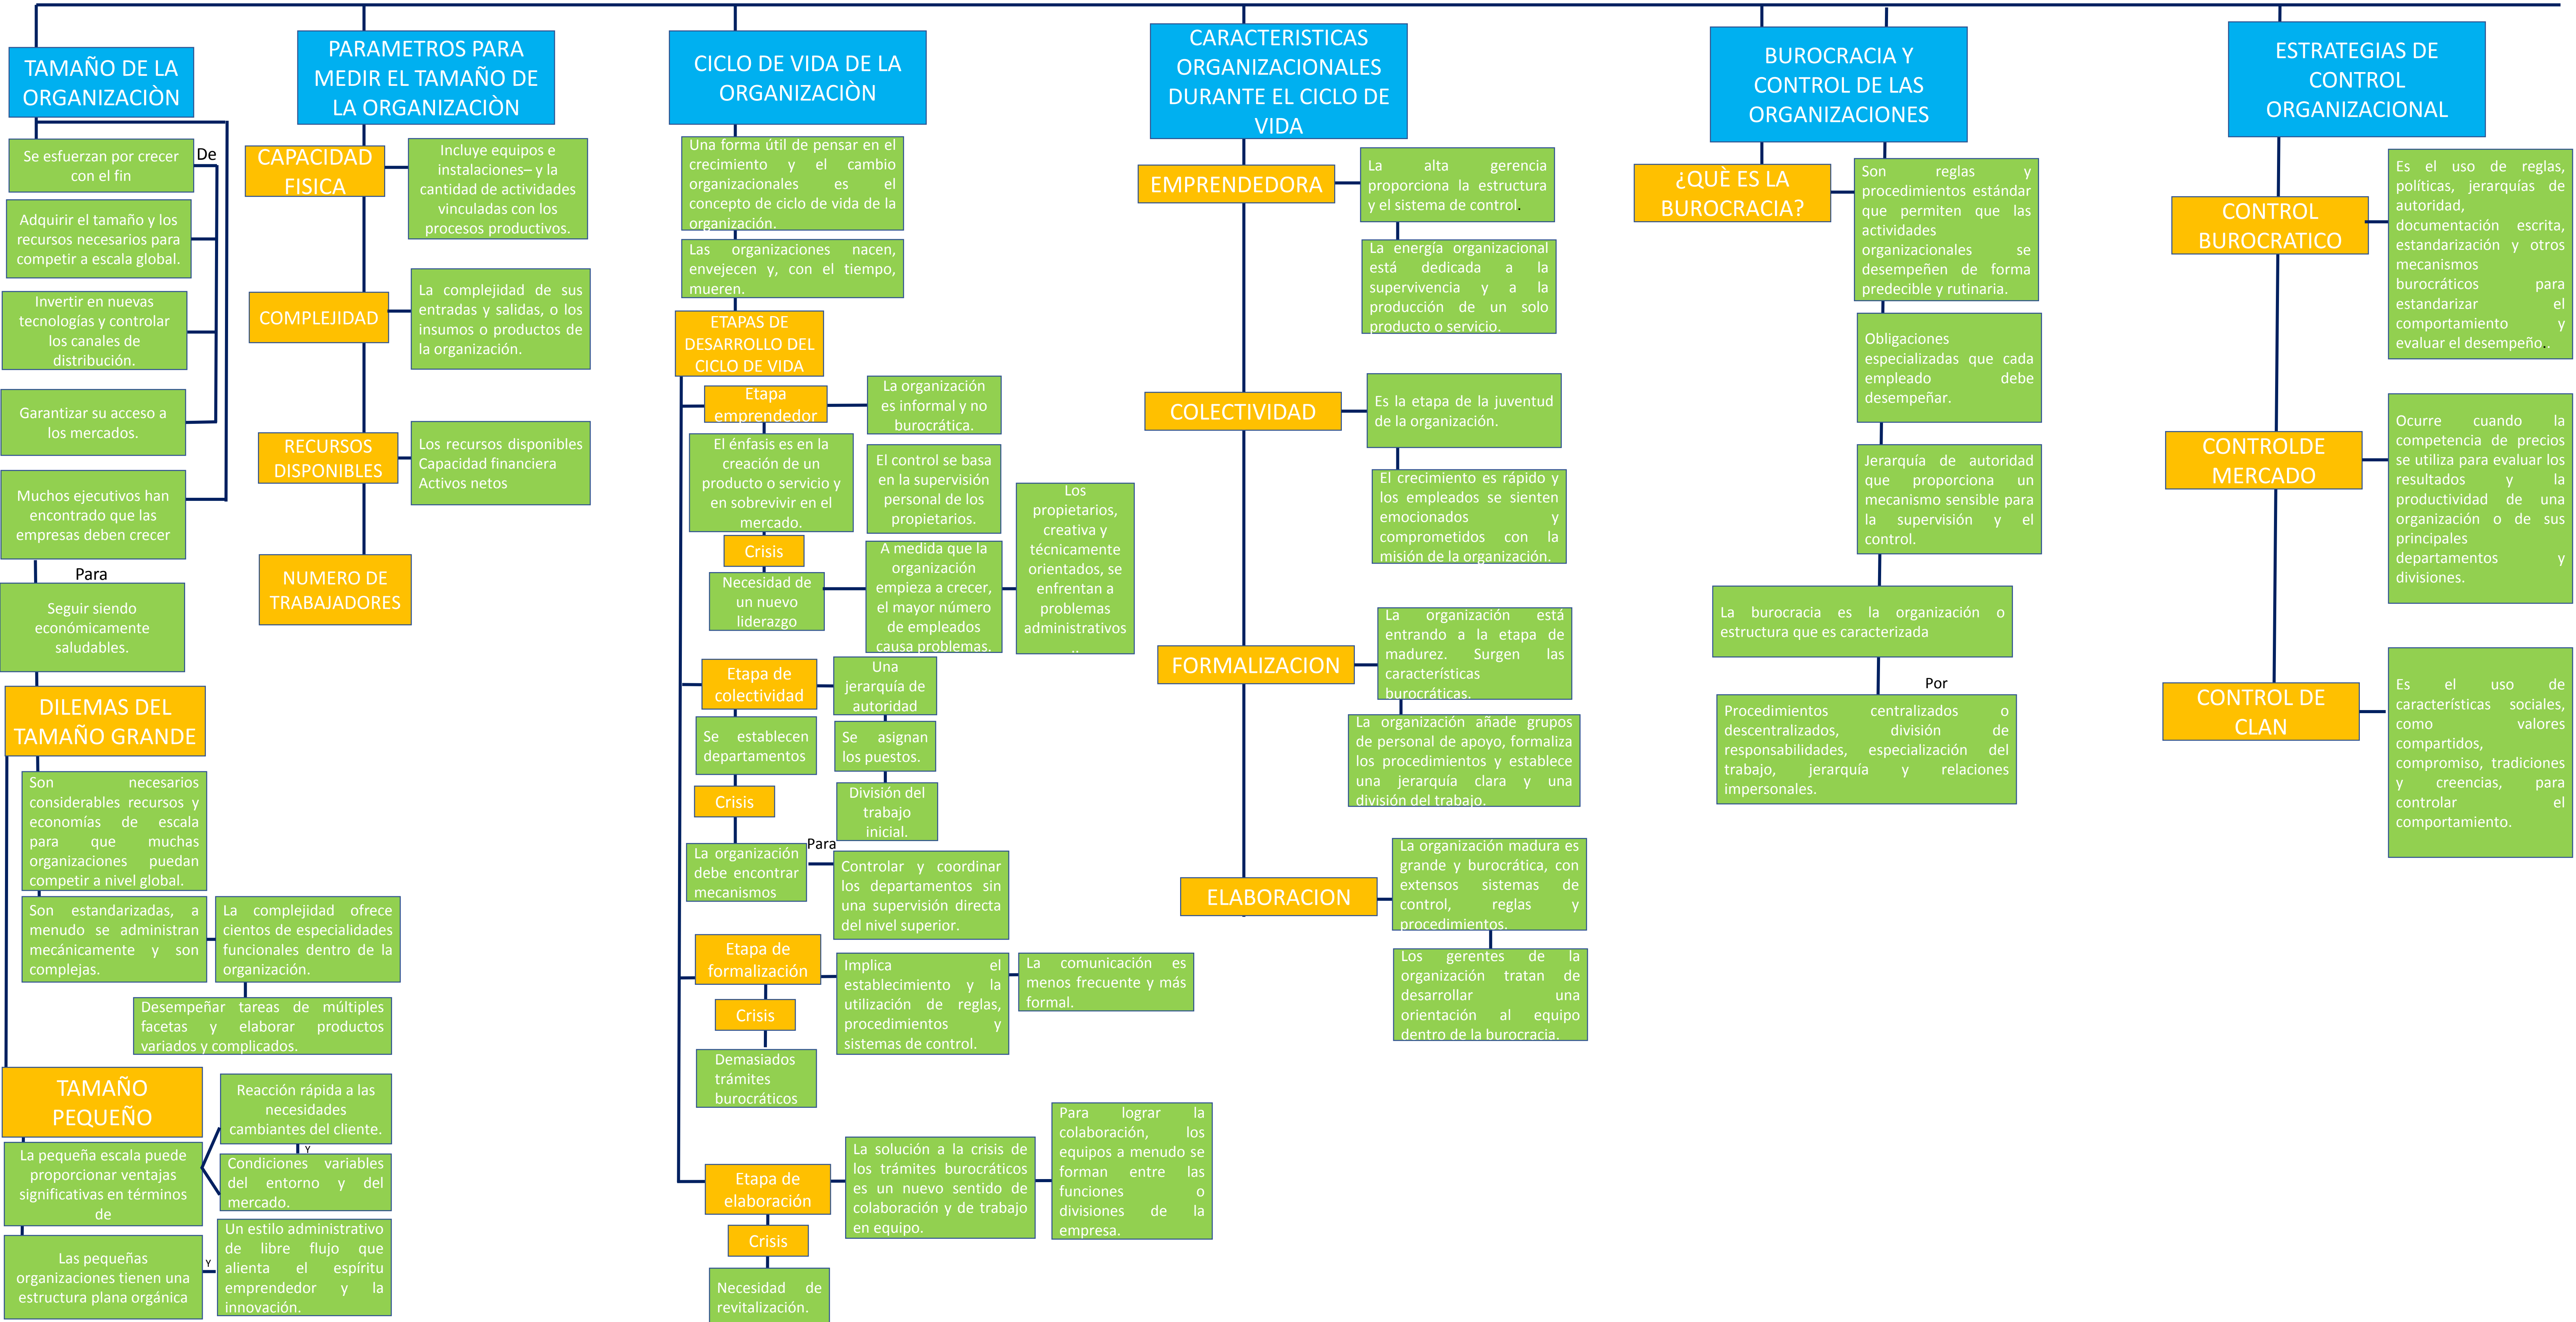 TAMAÑO DE LA
ORGANIZACIÒN
Se esfuerzan por crecer
con el fin
De
Adquirir el tamaño y los
recursos necesarios para
competir a escala global.
Invertir en nuevas
tecnologías y controlar
los canales de
distribución.
Garantizar su acceso a
los mercados.
Muchos ejecutivos han
encontrado que las
empresas deben crecer
Para
Seguir siendo
económicamente
saludables.
DILEMAS DEL
TAMAÑO GRANDE
Son necesarios
considerables recursos y
economías de escala
para que muchas
organizaciones puedan
competir a nivel global.
Son estandarizadas, a
menudo se administran
mecánicamente y son
complejas.
La complejidad ofrece
cientos de especialidades
funcionales dentro de la
organización.
Desempeñar tareas de múltiples
facetas y elaborar productos
variados y complicados.
TAMAÑO
PEQUEÑO
La pequeña escala puede
proporcionar ventajas
significativas en términos
de
Reacción rápida a las
necesidades
cambiantes del cliente.
Y
Condiciones variables
del entorno y del
mercado.
Las pequeñas
organizaciones tienen una
estructura plana orgánica
Y
Un estilo administrativo
de libre flujo que
alienta el espíritu
emprendedor y la
innovación.
PARAMETROS PARA
MEDIR EL TAMAÑO DE
LA ORGANIZACIÒN
CAPACIDAD
FISICA
Incluye equipos e
instalaciones– y la
cantidad de actividades
vinculadas con los
procesos productivos.
COMPLEJIDAD
La complejidad de sus
entradas y salidas, o los
insumos o productos de
la organización.
RECURSOS
DISPONIBLES
Los recursos disponibles
Capacidad financiera
Activos netos
NUMERO DE
TRABAJADORES
CICLO DE VIDA DE LA
ORGANIZACIÒN
Una forma útil de pensar en el
crecimiento y el cambio
organizacionales es el
concepto de ciclo de vida de la
organización.
Las organizaciones nacen,
envejecen y, con el tiempo,
mueren.
ETAPAS DE
DESARROLLO DEL
CICLO DE VIDA
Etapa
emprendedor
La organización
es informal y no
burocrática.
El énfasis es en la
creación de un
producto o servicio y
en sobrevivir en el
mercado.
El control se basa
en la supervisión
personal de los
propietarios.
Crisis
Necesidad de
un nuevo
liderazgo
A medida que la
organización
empieza a crecer,
el mayor número
de empleados
causa problemas.
Los
propietarios,
creativa y
técnicamente
orientados, se
enfrentan a
problemas
administrativos
..
Etapa de
colectividad
Una
jerarquía de
autoridad
Se establecen
departamentos
Se asignan
los puestos.
División del
trabajo
inicial.
Crisis
La organización
debe encontrar
mecanismos
Para
Controlar y coordinar
los departamentos sin
una supervisión directa
del nivel superior.
Etapa de
formalización
Implica el
establecimiento y la
utilización de reglas,
procedimientos y
sistemas de control.
La comunicación es
menos frecuente y más
formal.
Crisis
Demasiados
trámites
burocráticos
Etapa de
elaboración
La solución a la crisis de
los trámites burocráticos
es un nuevo sentido de
colaboración y de trabajo
en equipo.
Para lograr la
colaboración, los
equipos a menudo se
forman entre las
funciones o
divisiones de la
empresa.
Crisis
Necesidad de
revitalización.
CARACTERISTICAS
ORGANIZACIONALES
DURANTE EL CICLO DE
VIDA
EMPRENDEDORA
La alta gerencia
proporciona la estructura
y el sistema de control.
La energía organizacional
está dedicada a la
supervivencia y a la
producción de un solo
producto o servicio.
COLECTIVIDAD
Es la etapa de la juventud
de la organización.
El crecimiento es rápido y
los empleados se sienten
emocionados y
comprometidos con la
misión de la organización.
FORMALIZACION
La organización está
entrando a la etapa de
madurez. Surgen las
características
burocráticas.
La organización añade grupos
de personal de apoyo, formaliza
los procedimientos y establece
una jerarquía clara y una
división del trabajo.
ELABORACION
La organización madura es
grande y burocrática, con
extensos sistemas de
control, reglas y
procedimientos.
Los gerentes de la
organización tratan de
desarrollar una
orientación al equipo
dentro de la burocracia.
BUROCRACIA Y
CONTROL DE LAS
ORGANIZACIONES
¿QUÈ ES LA
BUROCRACIA?
Son reglas y
procedimientos estándar
que permiten que las
actividades
organizacionales se
desempeñen de forma
predecible y rutinaria.
Obligaciones
especializadas que cada
empleado debe
desempeñar.
Jerarquía de autoridad
que proporciona un
mecanismo sensible para
la supervisión y el
control.
La burocracia es la organización o
estructura que es caracterizada
Por
Procedimientos centralizados o
descentralizados, división de
responsabilidades, especialización del
trabajo, jerarquía y relaciones
impersonales.
ESTRATEGIAS DE
CONTROL
ORGANIZACIONAL
CONTROL
BUROCRATICO
Es el uso de reglas,
políticas, jerarquías de
autoridad,
documentación escrita,
estandarización y otros
mecanismos
burocráticos para
estandarizar el
comportamiento y
evaluar el desempeño..
CONTROLDE
MERCADO
Ocurre cuando la
competencia de precios
se utiliza para evaluar los
resultados y la
productividad de una
organización o de sus
principales
departamentos y
divisiones.
CONTROL DE
CLAN
Es el uso de
características sociales,
como valores
compartidos,
compromiso, tradiciones
y creencias, para
controlar el
comportamiento.